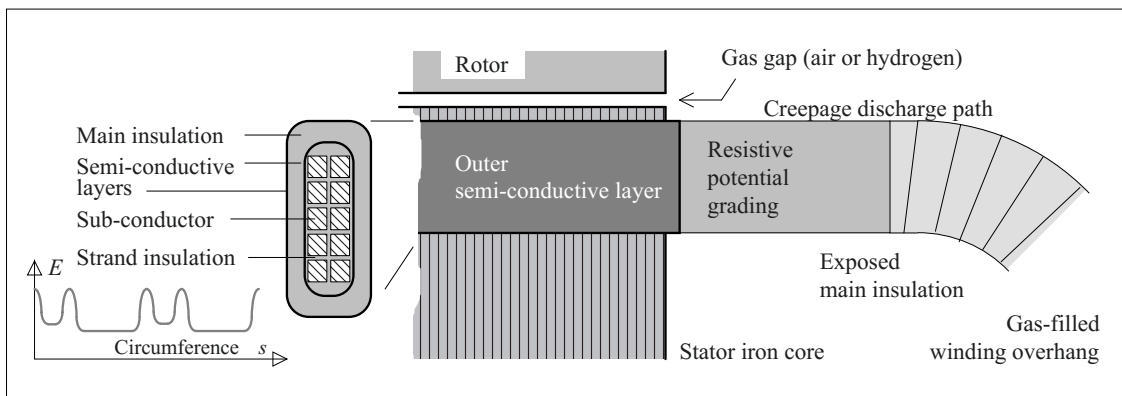 Rotor
Gas gap (air or hydrogen)
Creepage discharge path
Main insulation
Semi-conductive
layers
Sub-conductor
Strand insulation
Outer
semi-conductive layer
Resistive
potential
grading
E
Circumference s
Exposed
main insulation
Stator iron core
Gas-filled
winding overhang